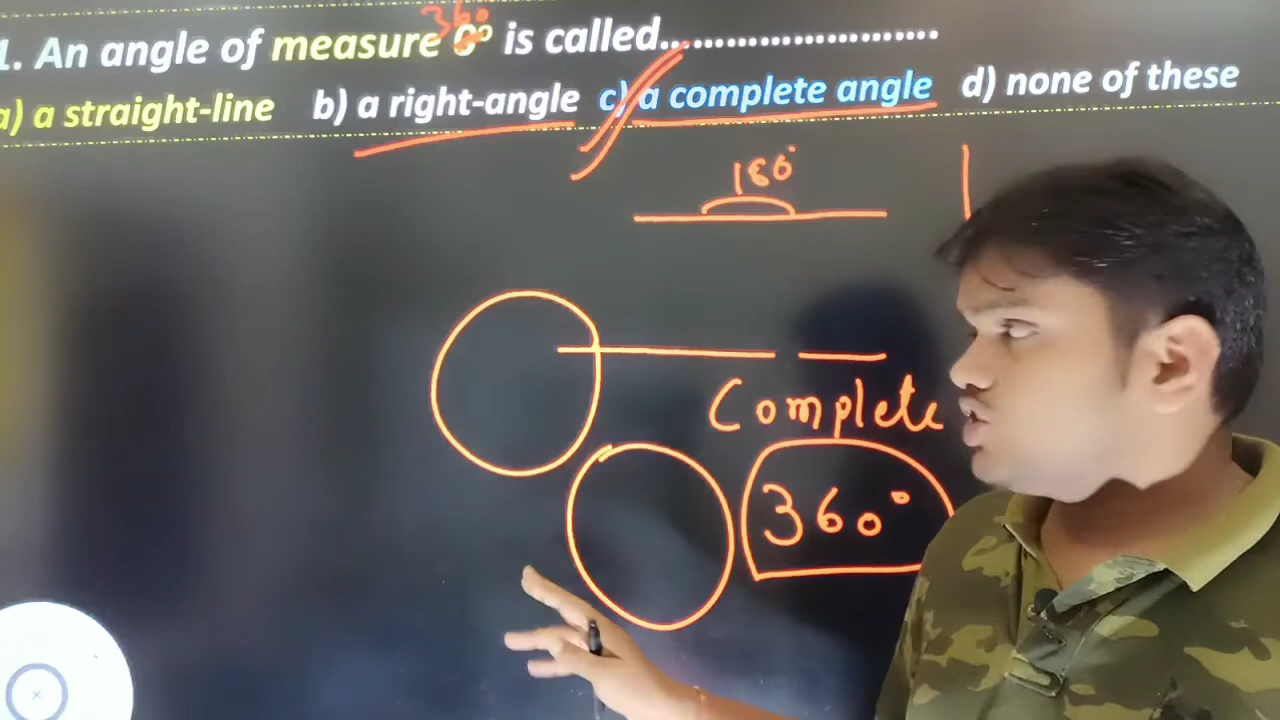 360°
1. An angle of measure 0° is called.......................
a) a straight-line b) a right-angle c) a complete angle d) none of these
180°
Complete
360°